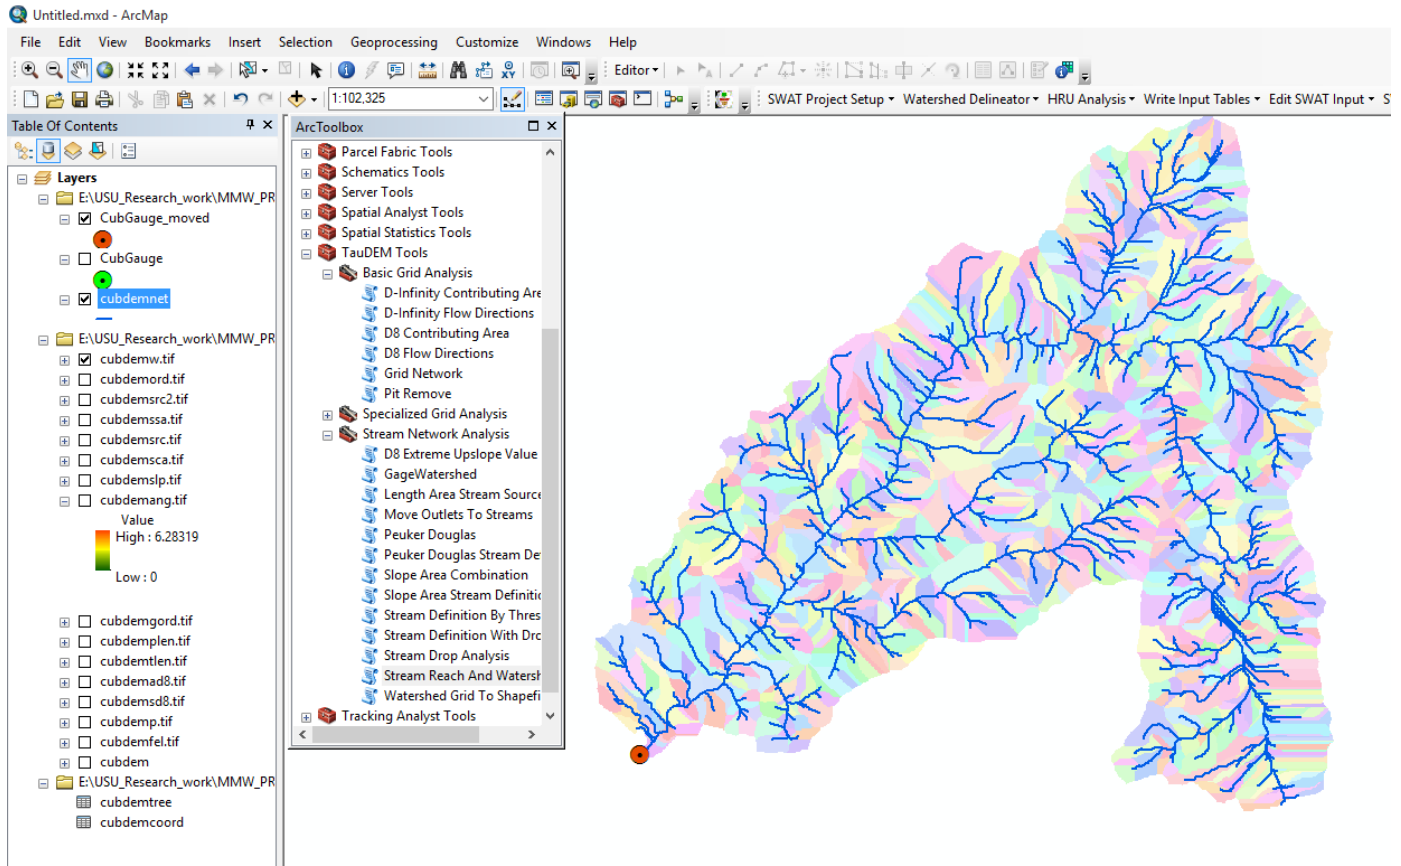 Untitled.mxd - ArcMap
File Edit View Bookmarks Insert Selection Geoprocessing Customize Windows Help
Editor
1:102,325
SWAT Project Setup Watershed Delineator HRU Analysis Write Input Tables Edit SWAT Input
Table Of Contents
Layers
E:\USU_Research_work\MMW_PR
CubGauge_moved
CubGauge
cubdemnet
E:\USU_Research_work\MMW_PR
cubdemw.tif
cubdemord.tif
cubdemsrc2.tif
cubdemssa.tif
cubdemsrc.tif
cubdemsca.tif
cubdemslp.tif
cubdemang.tif
Value
High : 6.28319
Low : 0
cubdemgord.tif
cubdemplen.tif
cubdemtlen.tif
cubdemad8.tif
cubdemsd8.tif
cubdemp.tif
cubdemfel.tif
cubdem
E:\USU_Research_work\MMW_PR
cubdemtree
cubdemcoord
ArcToolbox
Parcel Fabric Tools
Schematics Tools
Server Tools
Spatial Analyst Tools
Spatial Statistics Tools
TauDEM Tools
Basic Grid Analysis
D-Infinity Contributing Are
D-Infinity Flow Directions
D8 Contributing Area
D8 Flow Directions
Grid Network
Pit Remove
Specialized Grid Analysis
Stream Network Analysis
D8 Extreme Upslope Value
GageWatershed
Length Area Stream Source
Move Outlets To Streams
Peuker Douglas
Peuker Douglas Stream De
Slope Area Combination
Slope Area Stream Definitio
Stream Definition By Thres
Stream Definition With Dro
Stream Drop Analysis
Stream Reach And Watersh
Watershed Grid To Shapefi
Tracking Analyst Tools